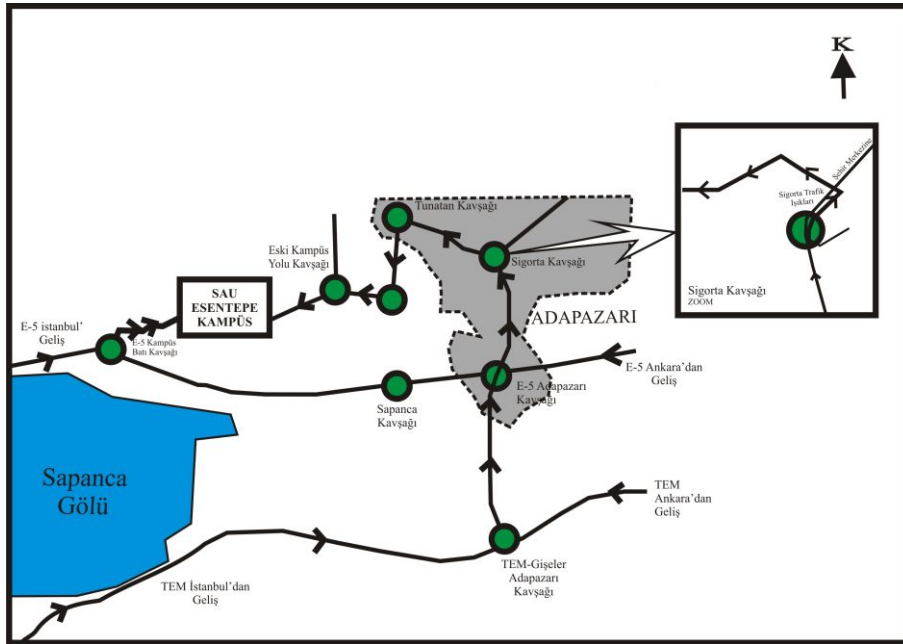 K
Şehir Merkezine
Sigorta Trafik
Işıkları
Sigorta Kavşağı
ZOOM
Tunatan Kavşağı
Eski Kampüs
Yolu Kavşağı
Sigorta Kavşağı
SAU
ESENTEPE
KAMPÜS
ADAPAZARI
E-5 istanbul'
Geliş
E-5 Kampüs
Batı Kavşağı
E-5 Ankara'dan
Geliş
E-5 Adapazarı
Kavşağı
Sapanca
Kavşağı
Sapanca
Gölü
TEM
Ankara'dan
Geliş
TEM-Gişeler
Adapazarı
Kavşağı
TEM İstanbul'dan
Geliş